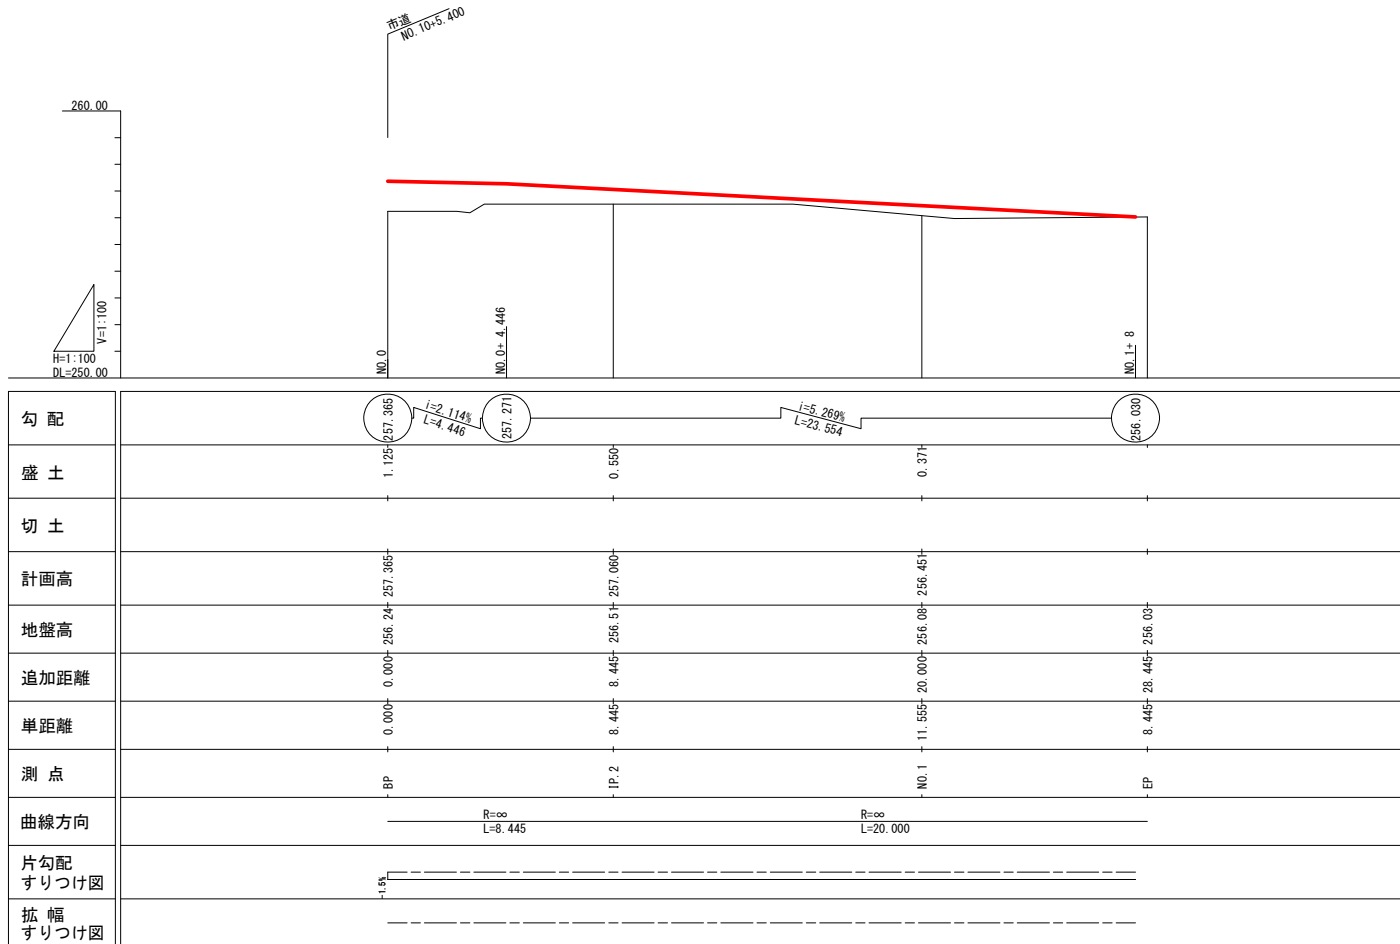 市道
NO.10+5.400
260.00
V=1:100
H=1:100
DL=250.00
NO.0
NO.0+ 4.446
NO.1+ 8
勾 配
257.365
i=2.114%
L=4.446
257.271
i=5.269%
L=23.554
256.030
盛 土
1.125
0.550
0.371
切 土
計画高
257.365
257.060
256.451
地盤高
256.24
256.51
256.08
256.03
追加距離
0.000
8.445
20.000
28.445
単距離
0.000
8.445
11.555
8.445
測 点
BP
IP.2
NO.1
EP
曲線方向
R=∞
L=8.445
R=∞
L=20.000
片勾配
すりつけ図
-1.5%
拡 幅
すりつけ図